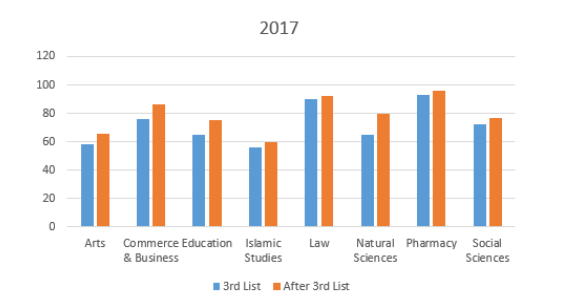 2017
120
100
80
60
40
20
0
Arts
Commerce & Business
Education
Islamic Studies
Law
Natural Sciences
Pharmacy
Social Sciences
3rd List
After 3rd List